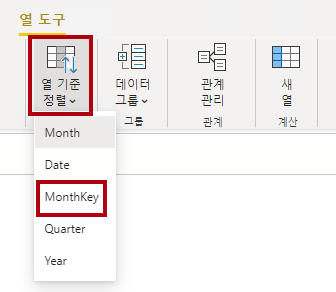 열 도구
열 기준
정렬
데이터
그룹
관계
관리
새
열
그룹
관계
계산
Month
Date
MonthKey
Quarter
Year